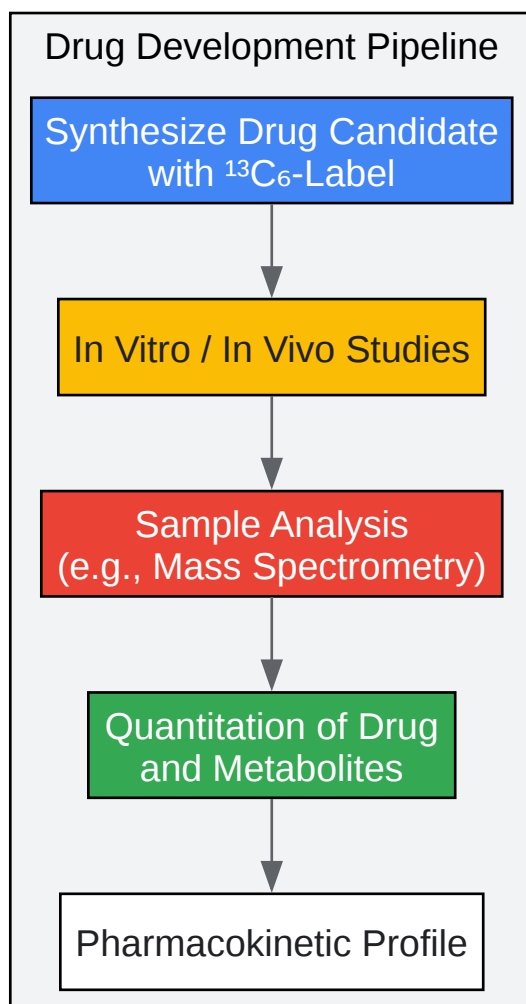 Drug Development Pipeline
Synthesize Drug Candidate
with ¹³C₆-Label
In Vitro / In Vivo Studies
Sample Analysis
(e.g., Mass Spectrometry)
Quantitation of Drug
and Metabolites
Pharmacokinetic Profile